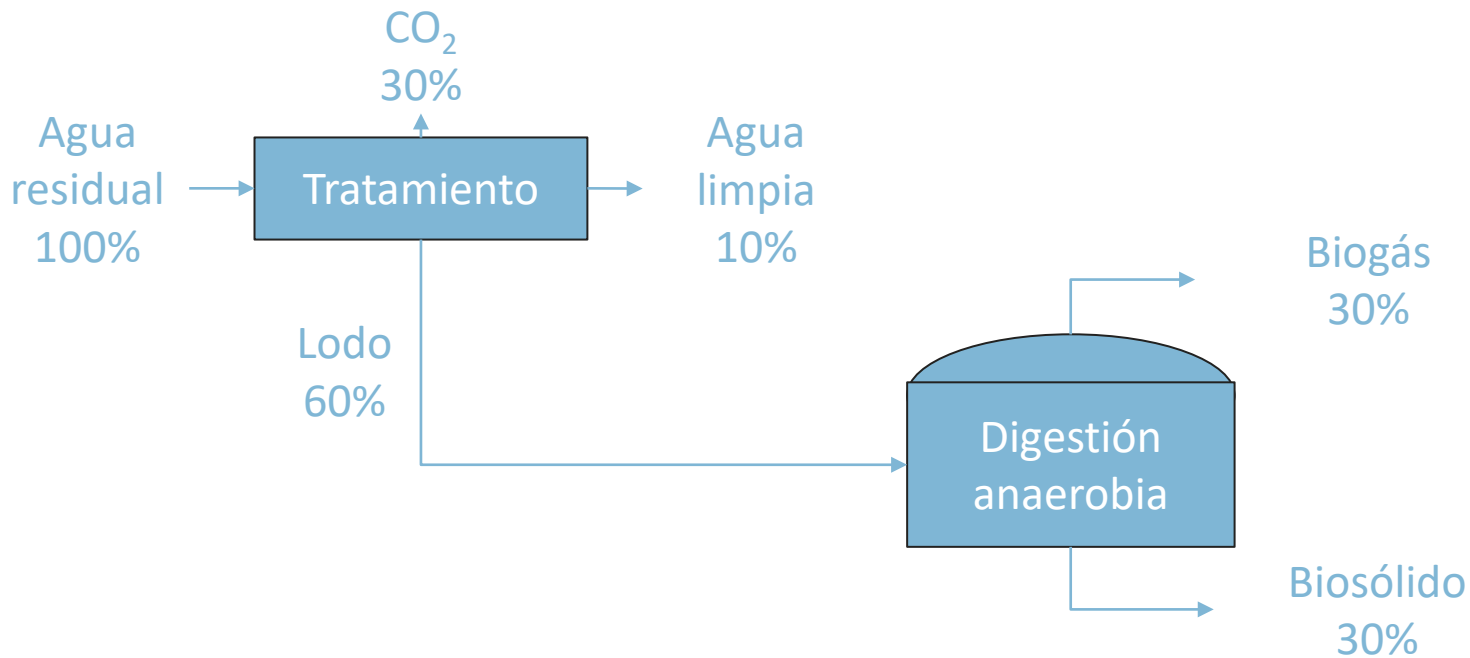 CO₂
30%
Agua
residual
100%
Tratamiento
Agua
limpia
10%
Lodo
60%
Biogás
30%
Digestión
anaerobia
Biosólido
30%